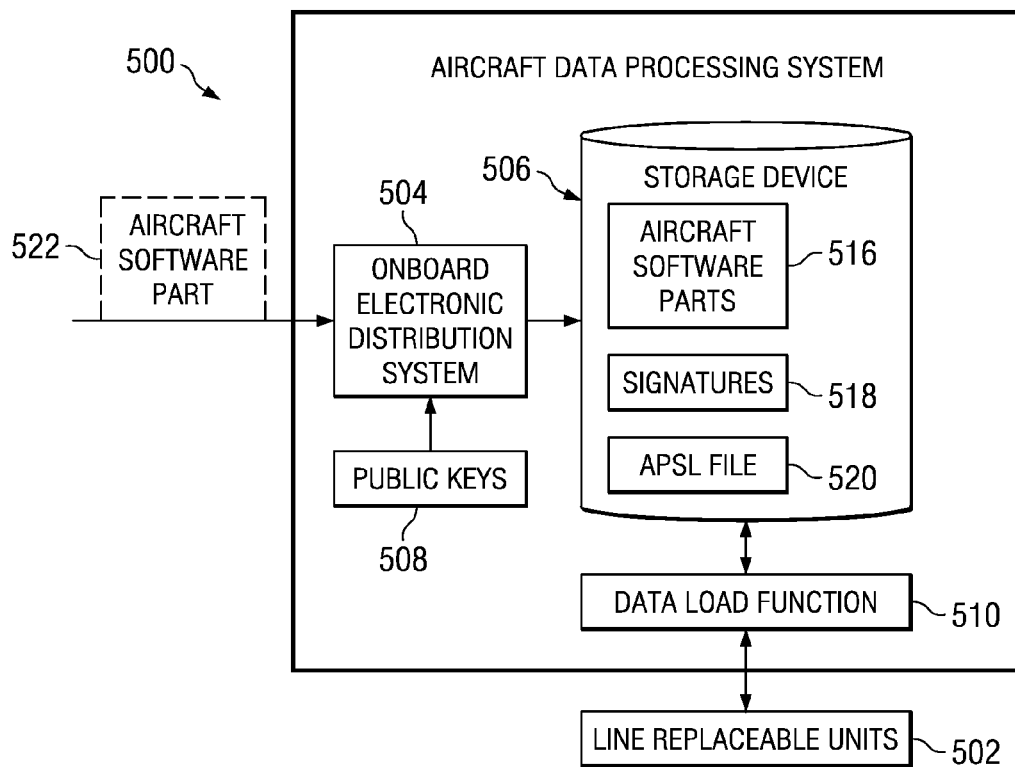 500
AIRCRAFT DATA PROCESSING SYSTEM
522
AIRCRAFT
SOFTWARE
PART
504
ONBOARD
ELECTRONIC
DISTRIBUTION
SYSTEM
PUBLIC KEYS
508
506
STORAGE DEVICE
AIRCRAFT
SOFTWARE
PARTS
516
SIGNATURES
518
APSL FILE
520
DATA LOAD FUNCTION
510
LINE REPLACEABLE UNITS
502